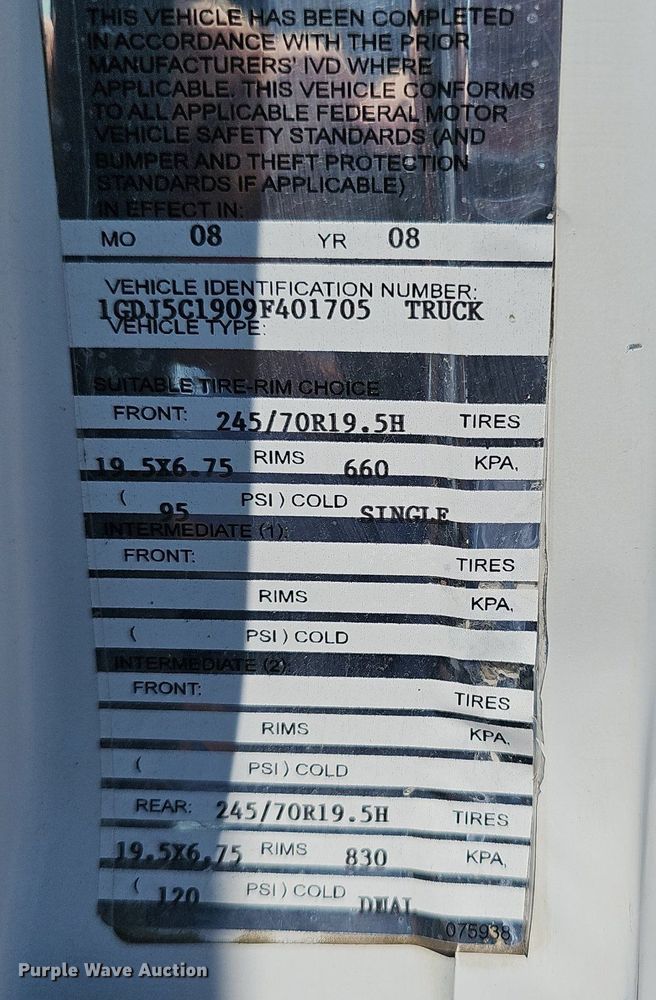 THIS VEHICLE HAS BEEN COMPLETED
IN ACCORDANCE WITH THE PRIOR
MANUFACTURERS' IVD WHERE
APPLICABLE. THIS VEHICLE CONFORMS
TO ALL APPLICABLE FEDERAL MOTOR
VEHICLE SAFETY STANDARDS (AND
BUMPER AND THEFT PROTECTION
STANDARDS IF APPLICABLE)
IN EFFECT IN:
MO 08 YR 08
VEHICLE IDENTIFICATION NUMBER:
1GDJ5C1909F401705 TRUCK
VEHICLE TYPE:
SUITABLE TIRE-RIM CHOICE
FRONT: 245/70R19.5H TIRES
19.5X6.75 RIMS 660 KPA,
( 95 PSI ) COLD SINGLE
INTERMEDIATE (1):
FRONT: TIRES
RIMS KPA,
( PSI ) COLD
INTERMEDIATE (2)
FRONT: TIRES
RIMS KPA,
( PSI ) COLD
REAR: 245/70R19.5H TIRES
19.5X6.75 RIMS 830 KPA,
( 120 PSI ) COLD DUAL
075938
Purple Wave Auction